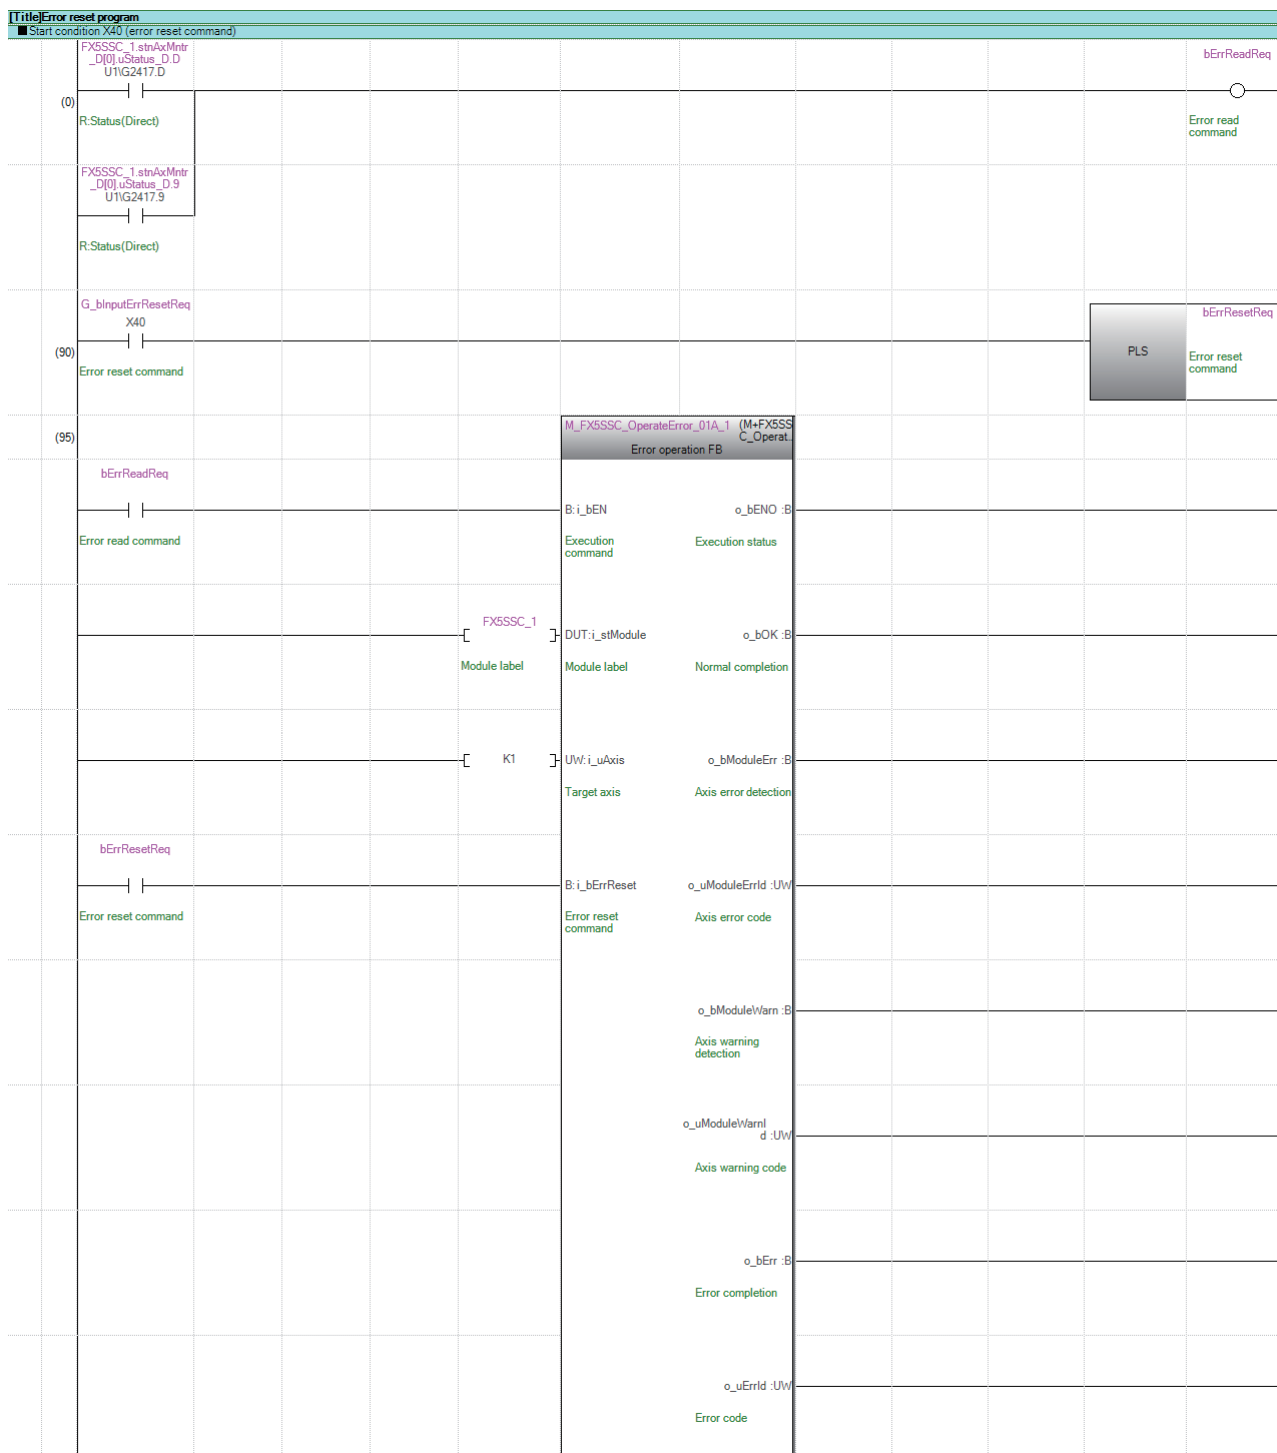 [Title]Error reset program
Start condition X40 (error reset command)
FX5SSC_1.stnAxMntr
_D[0].uStatus_D.D
U1\G2417.D
bErrReadReq
(0)
R:Status(Direct)
Error read
command
FX5SSC_1.stnAxMntr
_D[0].uStatus_D.9
U1\G2417.9
R:Status(Direct)
G_bInputErrResetReq
X40
bErrResetReq
(90)
PLS
Error reset command
Error reset
command
(95)
M_FX5SSC_OperateError_01A_1
(M+FX5SS
C_Operat..
Error operation FB
bErrReadReq
B:i_bEN
o_bENO :B
Error read command
Execution
command
Execution status
FX5SSC_1
DUT:i_stModule
o_bOK :B
Module label
Module label
Normal completion
K1
UW:i_uAxis
o_bModuleErr :B
Target axis
Axis error detection
bErrResetReq
B:i_bErrReset
o_uModuleErrId :UW
Error reset command
Error reset
command
Axis error code
o_bModuleWarn :B
Axis warning
detection
o_uModuleWarnI
d :UW
Axis warning code
o_bErr :B
Error completion
o_uErrId :UW
Error code